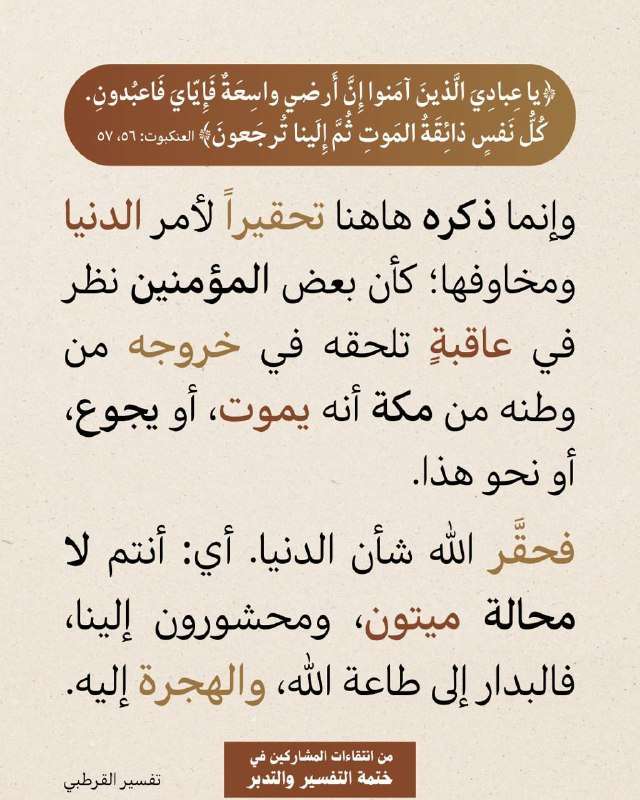 ﴿يا عِبادِيَ الَّذينَ آمَنوا إِنَّ أَرضي واسِعَةٌ فَإِيّايَ فَاعبُدونِ.
كُلُّ نَفسٍ ذائِقَةُ المَوتِ ثُمَّ إِلَينا تُرجَعونَ﴾ العنكبوت: ٥٦، ٥٧
وإنما ذكره هاهنا تحقيراً لأمر الدنيا
ومخاوفها؛ كأن بعض المؤمنين نظر
في عاقبةٍ تلحقه في خروجه من
وطنه من مكة أنه يموت، أو يجوع،
أو نحو هذا.
فحقَّر الله شأن الدنيا. أي: أنتم لا
محالة ميتون، ومحشورون إلينا،
فالبدار إلى طاعة الله، والهجرة إليه.
من انتقاءات المشاركين في
ختمة التفسير والتدبر
تفسير القرطبي